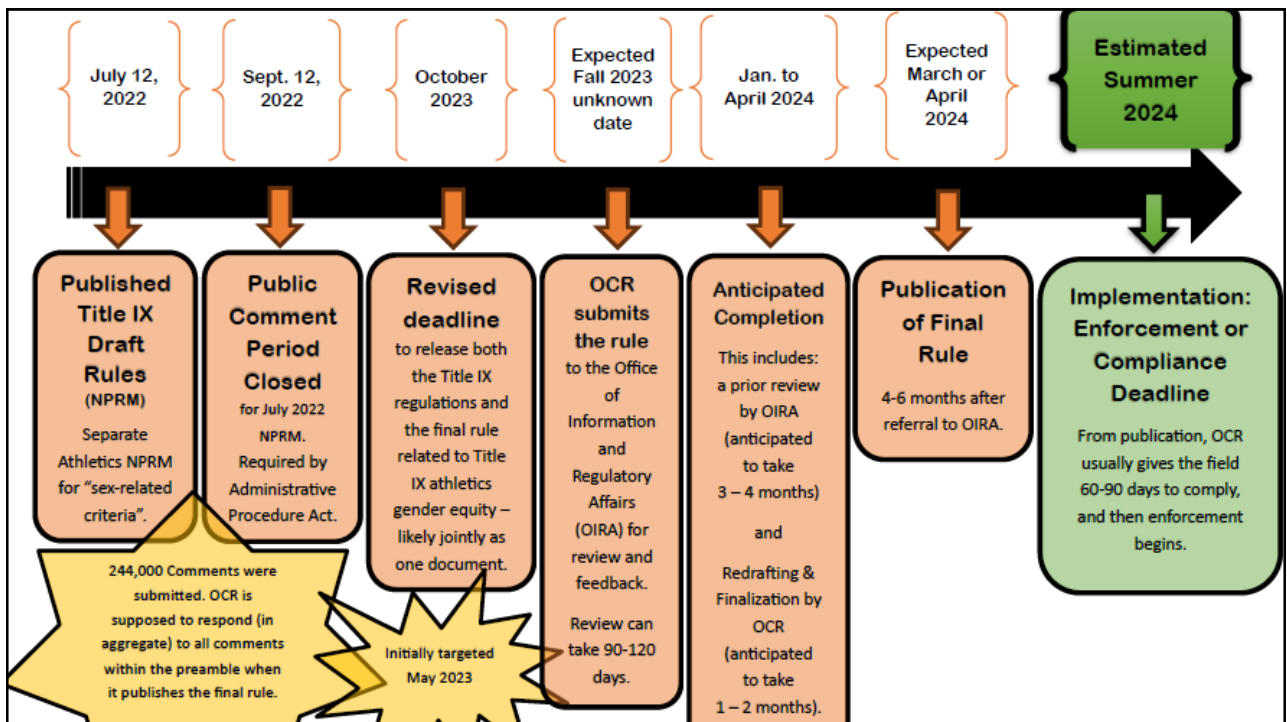 July 12,
2022
Sept. 12,
2022
October
2023
Expected
Fall 2023
unknown
date
Jan. to
April 2024
Expected
March or
April
2024
Estimated
Summer
2024
Published
Title IX
Draft
Rules
(NPRM)
Separate
Athletics NPRM
for “sex-related
criteria”.
Public
Comment
Period
Closed
for July 2022
NPRM.
Required by
Administrative
Procedure Act.
Revised
deadline
to release both
the Title IX
regulations and
the final rule
related to Title
IX athletics
gender equity –
likely jointly as
one document.
OCR
submits
the rule
to the Office
of
Information
and
Regulatory
Affairs
(OIRA) for
review and
feedback.
Review can
take 90-120
days.
Anticipated
Completion
This includes:
a prior review
by OIRA
(anticipated
to take
3 – 4 months)
and
Redrafting &
Finalization by
OCR
(anticipated
to take
1 – 2 months).
Publication
of Final
Rule
4-6 months after
referral to OIRA.
Implementation:
Enforcement or
Compliance
Deadline
From publication, OCR
usually gives the field
60-90 days to comply,
and then enforcement
begins.
244,000 Comments were
submitted. OCR is
supposed to respond (in
aggregate) to all comments
within the preamble when
it publishes the final rule.
Initially targeted
May 2023